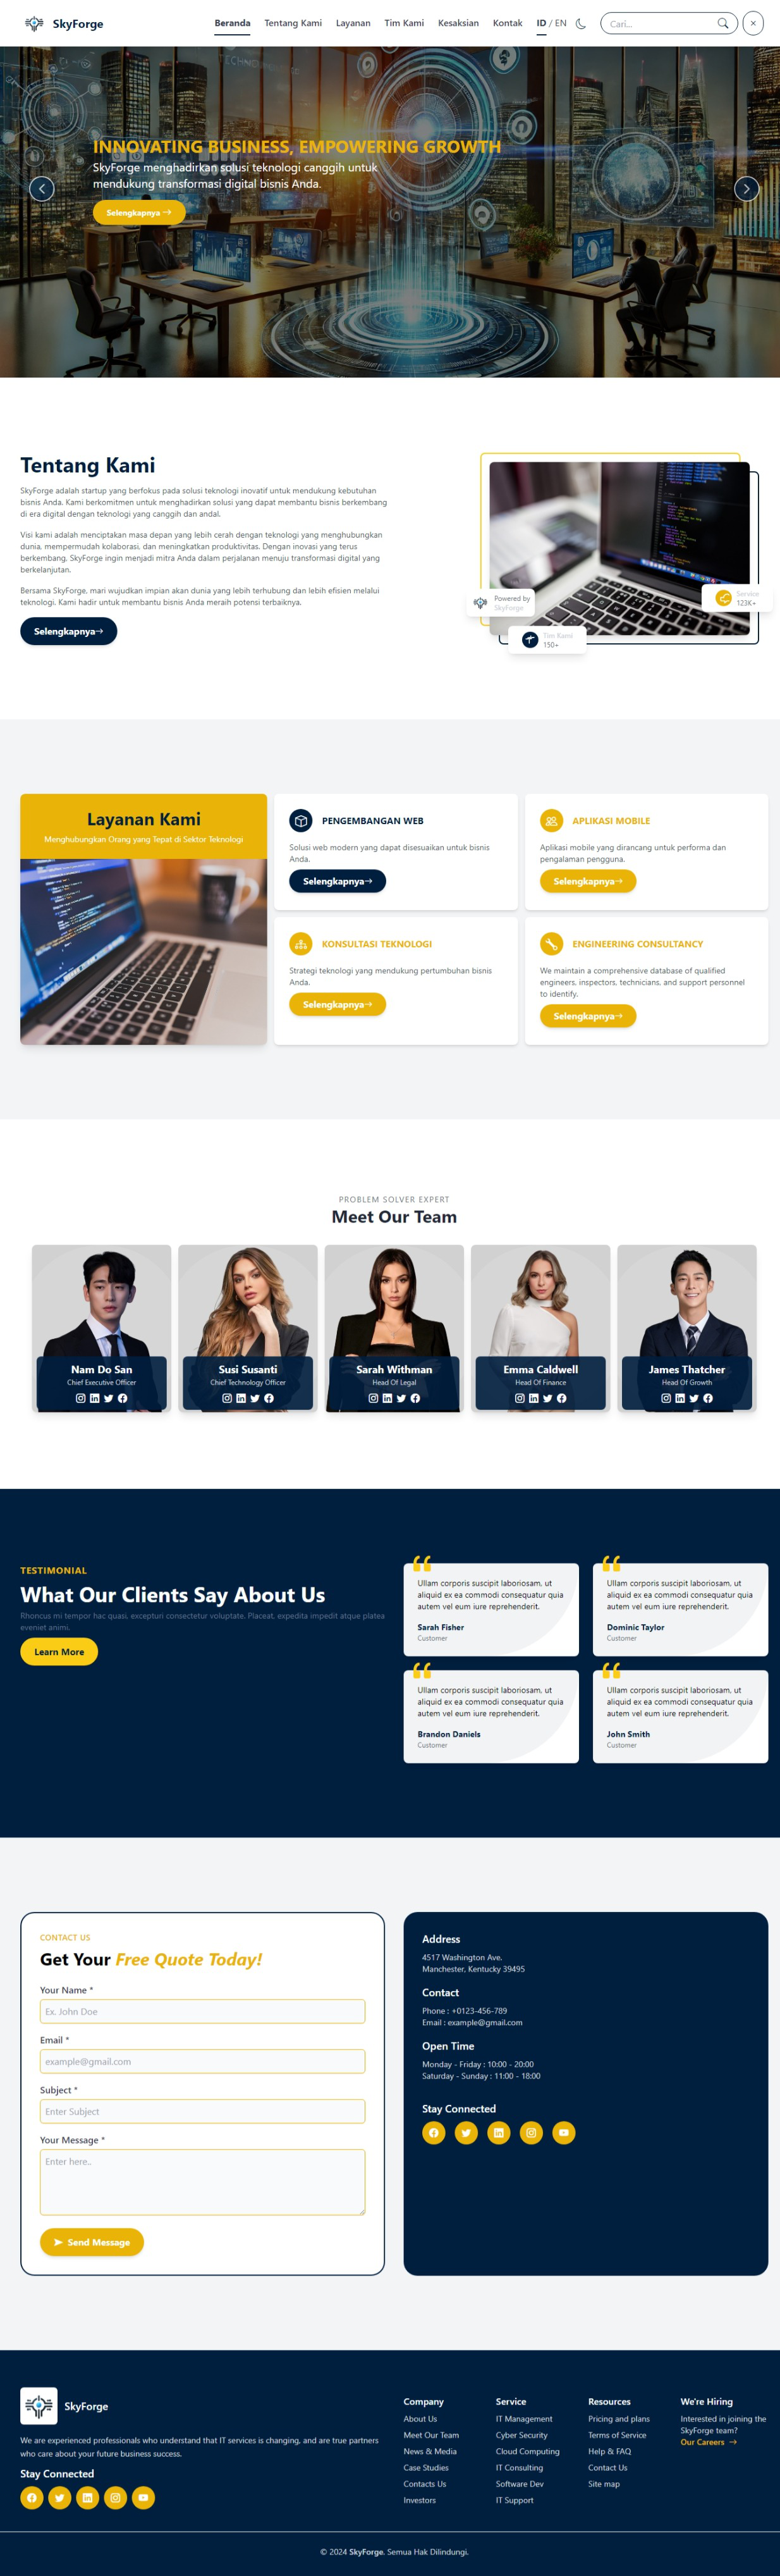 SkyForge
Beranda
Tentang Kami
Layanan
Tim Kami
Kesaksian
Kontak
ID / EN
Cari...
INNOVATING BUSINESS, EMPOWERING GROWTH
SkyForge menghadirkan solusi teknologi canggih untuk
mendukung transformasi digital bisnis Anda.
Selengkapnya
Tentang Kami
SkyForge adalah startup yang berfokus pada solusi teknologi inovatif untuk mendukung kebutuhan
bisnis Anda. Kami berkomitmen untuk menghadirkan solusi yang dapat membantu bisnis berkembang
di era digital dengan teknologi yang canggih dan andal.
Visi kami adalah menciptakan masa depan yang lebih cerah dengan teknologi yang menghubungkan
dunia, mempermudah kolaborasi, dan meningkatkan produktivitas. Dengan inovasi yang terus
berkembang, SkyForge ingin menjadi mitra Anda dalam perjalanan menuju transformasi digital yang
berkelanjutan.
Bersama SkyForge, mari wujudkan impian akan dunia yang lebih terhubung dan lebih efisien melalui
teknologi. Kami hadir untuk membantu bisnis Anda meraih potensi terbaiknya.
Selengkapnya
Powered by
SkyForge
Service
123K+
Tim Kami
150+
Layanan Kami
Menghubungkan Orang yang Tepat di Sektor Teknologi
PENGEMBANGAN WEB
Solusi web modern yang dapat disesuaikan untuk bisnis
Anda.
Selengkapnya
APLIKASI MOBILE
Aplikasi mobile yang dirancang untuk performa dan
pengalaman pengguna.
Selengkapnya
KONSULTASI TEKNOLOGI
Strategi teknologi yang mendukung pertumbuhan bisnis
Anda.
Selengkapnya
ENGINEERING CONSULTANCY
We maintain a comprehensive database of qualified
engineers, inspectors, technicians, and support personnel
to identify.
Selengkapnya
PROBLEM SOLVER EXPERT
Meet Our Team
Nam Do San
Chief Executive Officer
Susi Susanti
Chief Technology Officer
Sarah Withman
Head Of Legal
Emma Caldwell
Head Of Finance
James Thatcher
Head Of Growth
TESTIMONIAL
What Our Clients Say About Us
Rhoncus mi tempor hac quasi, excepturi consectetur voluptate. Placeat, expedita impedit atque platea
eveniet animi.
Learn More
Ullam corporis suscipit laboriosam, ut
aliquid ex ea commodi consequatur quia
autem vel eum iure reprehenderit.
Sarah Fisher
Customer
Ullam corporis suscipit laboriosam, ut
aliquid ex ea commodi consequatur quia
autem vel eum iure reprehenderit.
Dominic Taylor
Customer
Ullam corporis suscipit laboriosam, ut
aliquid ex ea commodi consequatur quia
autem vel eum iure reprehenderit.
Brandon Daniels
Customer
Ullam corporis suscipit laboriosam, ut
aliquid ex ea commodi consequatur quia
autem vel eum iure reprehenderit.
John Smith
Customer
CONTACT US
Get Your Free Quote Today!
Your Name *
Ex. John Doe
Email *
example@gmail.com
Subject *
Enter Subject
Your Message *
Enter here..
Send Message
Address
4517 Washington Ave.
Manchester, Kentucky 39495
Contact
Phone : +0123-456-789
Email : example@gmail.com
Open Time
Monday - Friday : 10:00 - 20:00
Saturday - Sunday : 11:00 - 18:00
Stay Connected
SkyForge
We are experienced professionals who understand that IT services is changing, and are true partners
who care about your future business success.
Stay Connected
Company
About Us
Meet Our Team
News & Media
Case Studies
Contacts Us
Investors
Service
IT Management
Cyber Security
Cloud Computing
IT Consulting
Software Dev
IT Support
Resources
Pricing and plans
Terms of Service
Help & FAQ
Contact Us
Site map
We're Hiring
Interested in joining the
SkyForge team?
Our Careers
© 2024 SkyForge. Semua Hak Dilindungi.